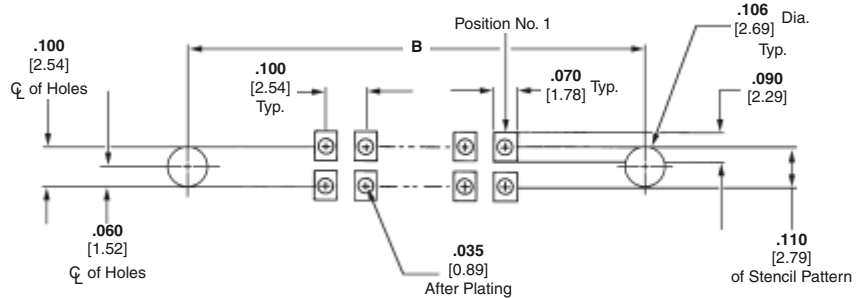 Position No. 1
.106 Dia.
[2.69]
Typ.
.100
[2.54]
℄ of Holes
B
.100
[2.54]
Typ.
.070 Typ.
[1.78]
.090
[2.29]
.060
[1.52]
℄ of Holes
.035
[0.89]
After Plating
.110
[2.79]
of Stencil Pattern